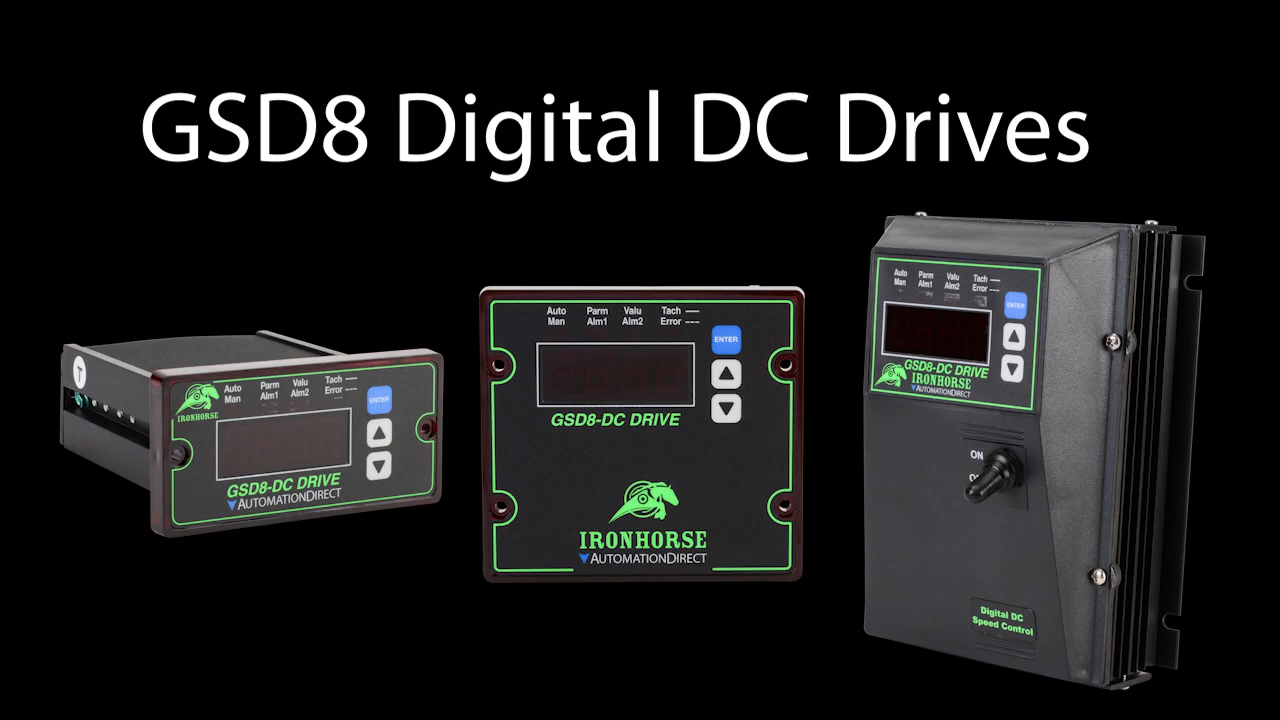 GSD8 Digital DC Drives
Auto Parm Valu Tach
Man Alm1 Alm2 Error
IRONHORSE
ENTER
GSD8-DC DRIVE
AUTOMATIONDIRECT
T
Auto Parm Valu Tach
Man Alm1 Alm2 Error
ENTER
GSD8-DC DRIVE
IRONHORSE
AUTOMATIONDIRECT
Auto Parm Valu Tach
Man Alm1 Alm2 Error
ENTER
GSD8-DC DRIVE
IRONHORSE
AUTOMATIONDIRECT
ON
Digital DC
Speed Control